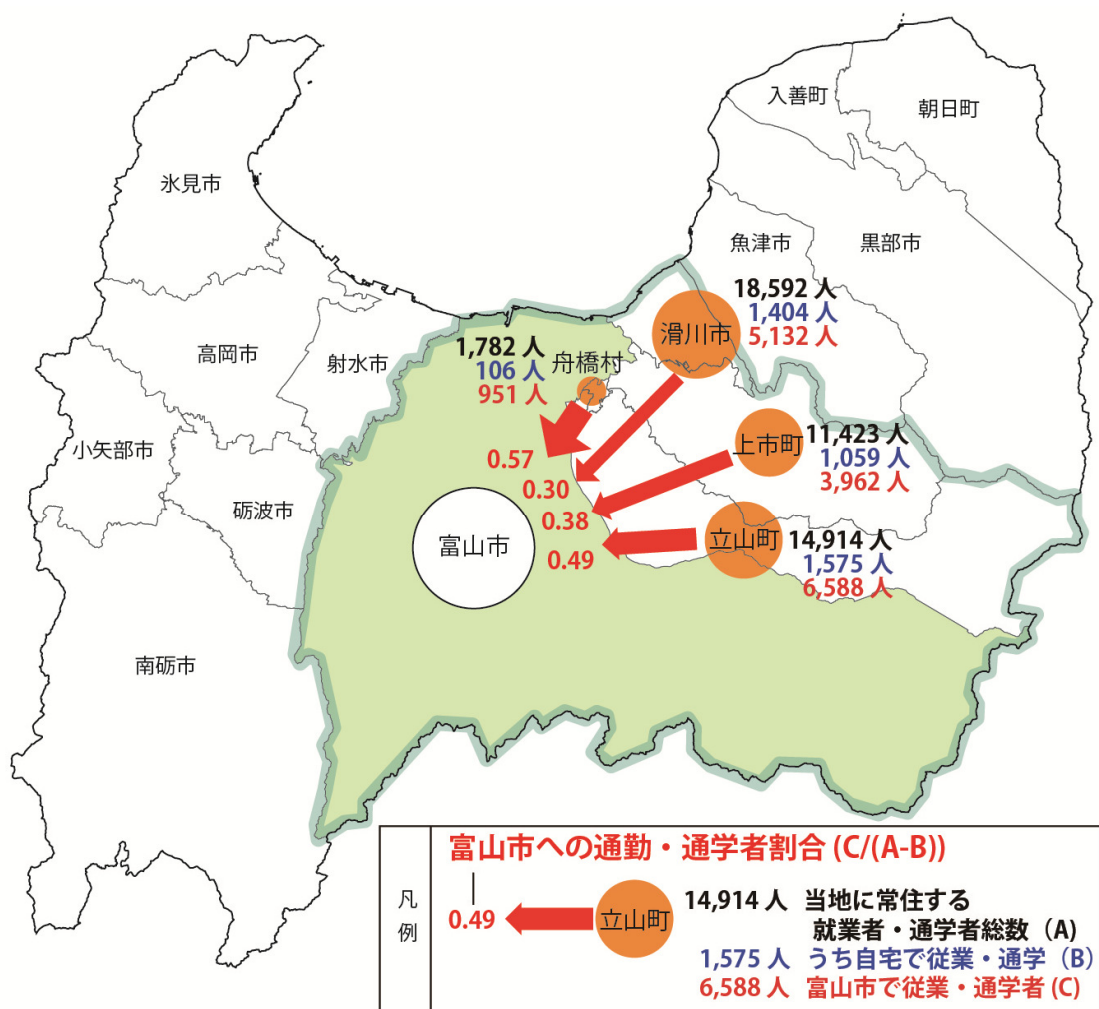 入善町
朝日町
氷見市
魚津市
黒部市
18,592 人
1,404 人
5,132 人
滑川市
高岡市
射水市
1,782 人
106 人
951 人
舟橋村
小矢部市
砺波市
上市町
11,423 人
1,059 人
3,962 人
0.57
0.30
0.38
0.49
富山市
立山町
14,914 人
1,575 人
6,588 人
南砺市
凡例
富山市への通勤・通学者割合 (C/(A-B))
0.49
立山町
14,914 人 当地に常住する
就業者・通学者総数（A)
1,575 人 うち自宅で従業・通学（B)
6,588 人 富山市で従業・通学者 (C)